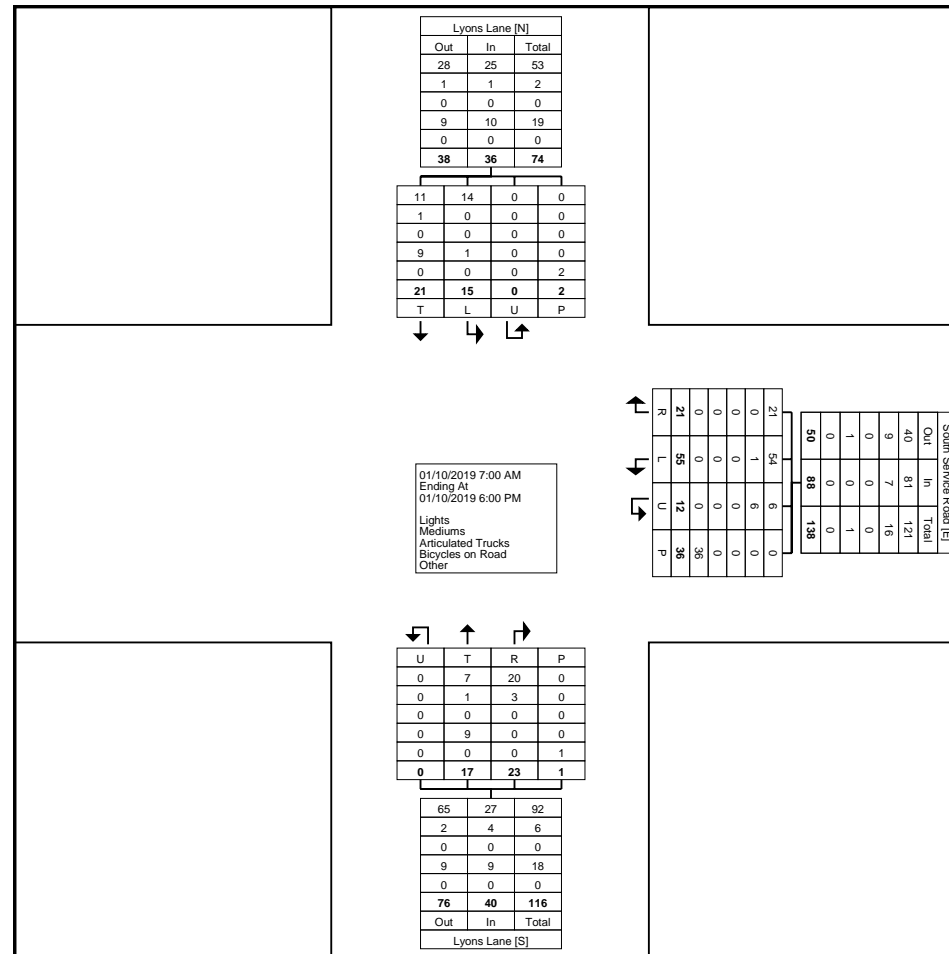 Lyons Lane [N]
Out In Total
28 25 53
1 1 2
0 0 0
9 10 19
0 0 0
38 36 74
11 14 0 0
1 0 0 0
0 0 0 0
9 1 0 0
0 0 0 2
21 15 0 2
T L U P
South Service Road [E]
Out In Total
40 81 121
9 7 16
0 0 0
1 0 1
0 0 0
50 88 138
21 54 6 0
0 1 6 0
0 0 0 0
0 0 0 0
0 0 0 36
21 55 12 36
R L U P
01/10/2019 7:00 AM
Ending At
01/10/2019 6:00 PM
Lights
Mediums
Articulated Trucks
Bicycles on Road
Other
U T R P
0 7 20 0
0 1 3 0
0 0 0 0
0 9 0 0
0 0 0 1
0 17 23 1
65 27 92
2 4 6
0 0 0
9 9 18
0 0 0
76 40 116
Out In Total
Lyons Lane [S]